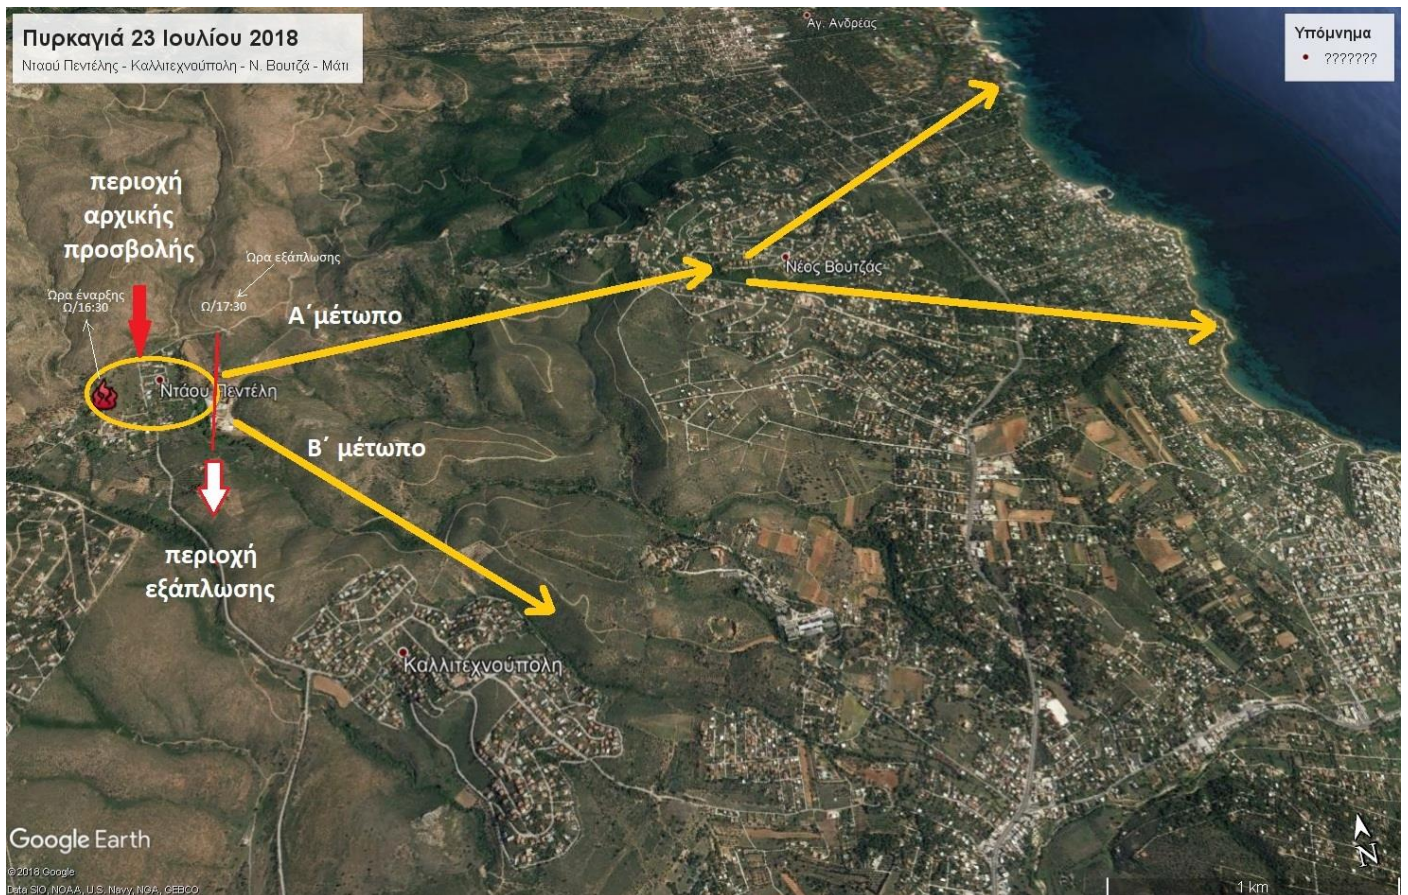 Πυρκαγιά 23 Ιουλίου 2018
Νταού Πεντέλης - Καλλιτεχνούπολη - Ν. Βουτζά - Μάτι
Αγ. Ανδρέας
Υπόμνημα
???????
περιοχή
αρχικής
προσβολής
Ώρα εξάπλωσης
Ώρα έναρξης
Ω/16:30
Ω/17:30
Α΄μέτωπο
Νέος Βουτζάς
Ντάου Πεντέλη
Β΄ μέτωπο
περιοχή
εξάπλωσης
Καλλιτεχνούπολη
Google Earth
© 2018 Google
Data SIO, NOAA, U.S. Navy, NGA, GEBCO
N
1 km